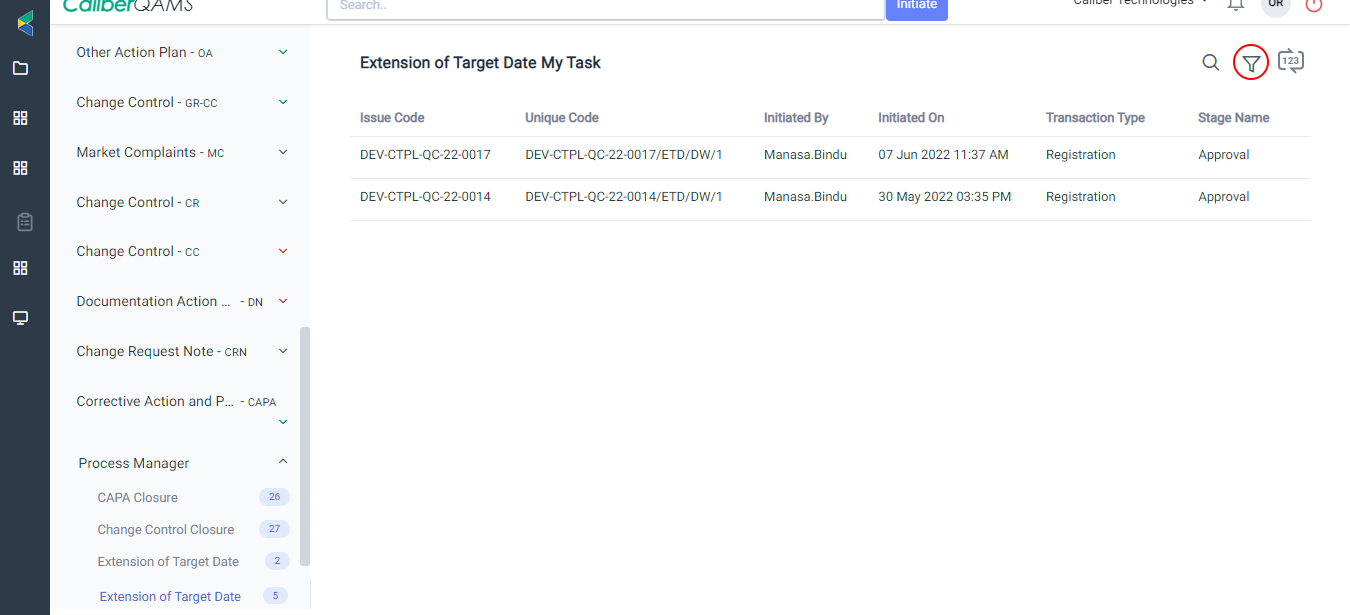 CaliberQAMS
Search..
Initiate
Caliber Technologies
UR
Other Action Plan - OA
Change Control - GR-CC
Market Complaints - MC
Change Control - CR
Change Control - CC
Documentation Action ... - DN
Change Request Note - CRN
Corrective Action and P... - CAPA
Process Manager
CAPA Closure 26
Change Control Closure 27
Extension of Target Date 2
Extension of Target Date 5
Extension of Target Date My Task
123
Issue Code Unique Code Initiated By Initiated On Transaction Type Stage Name
DEV-CTPL-QC-22-0017 DEV-CTPL-QC-22-0017/ETD/DW/1 Manasa.Bindu 07 Jun 2022 11:37 AM Registration Approval
DEV-CTPL-QC-22-0014 DEV-CTPL-QC-22-0014/ETD/DW/1 Manasa.Bindu 30 May 2022 03:35 PM Registration Approval